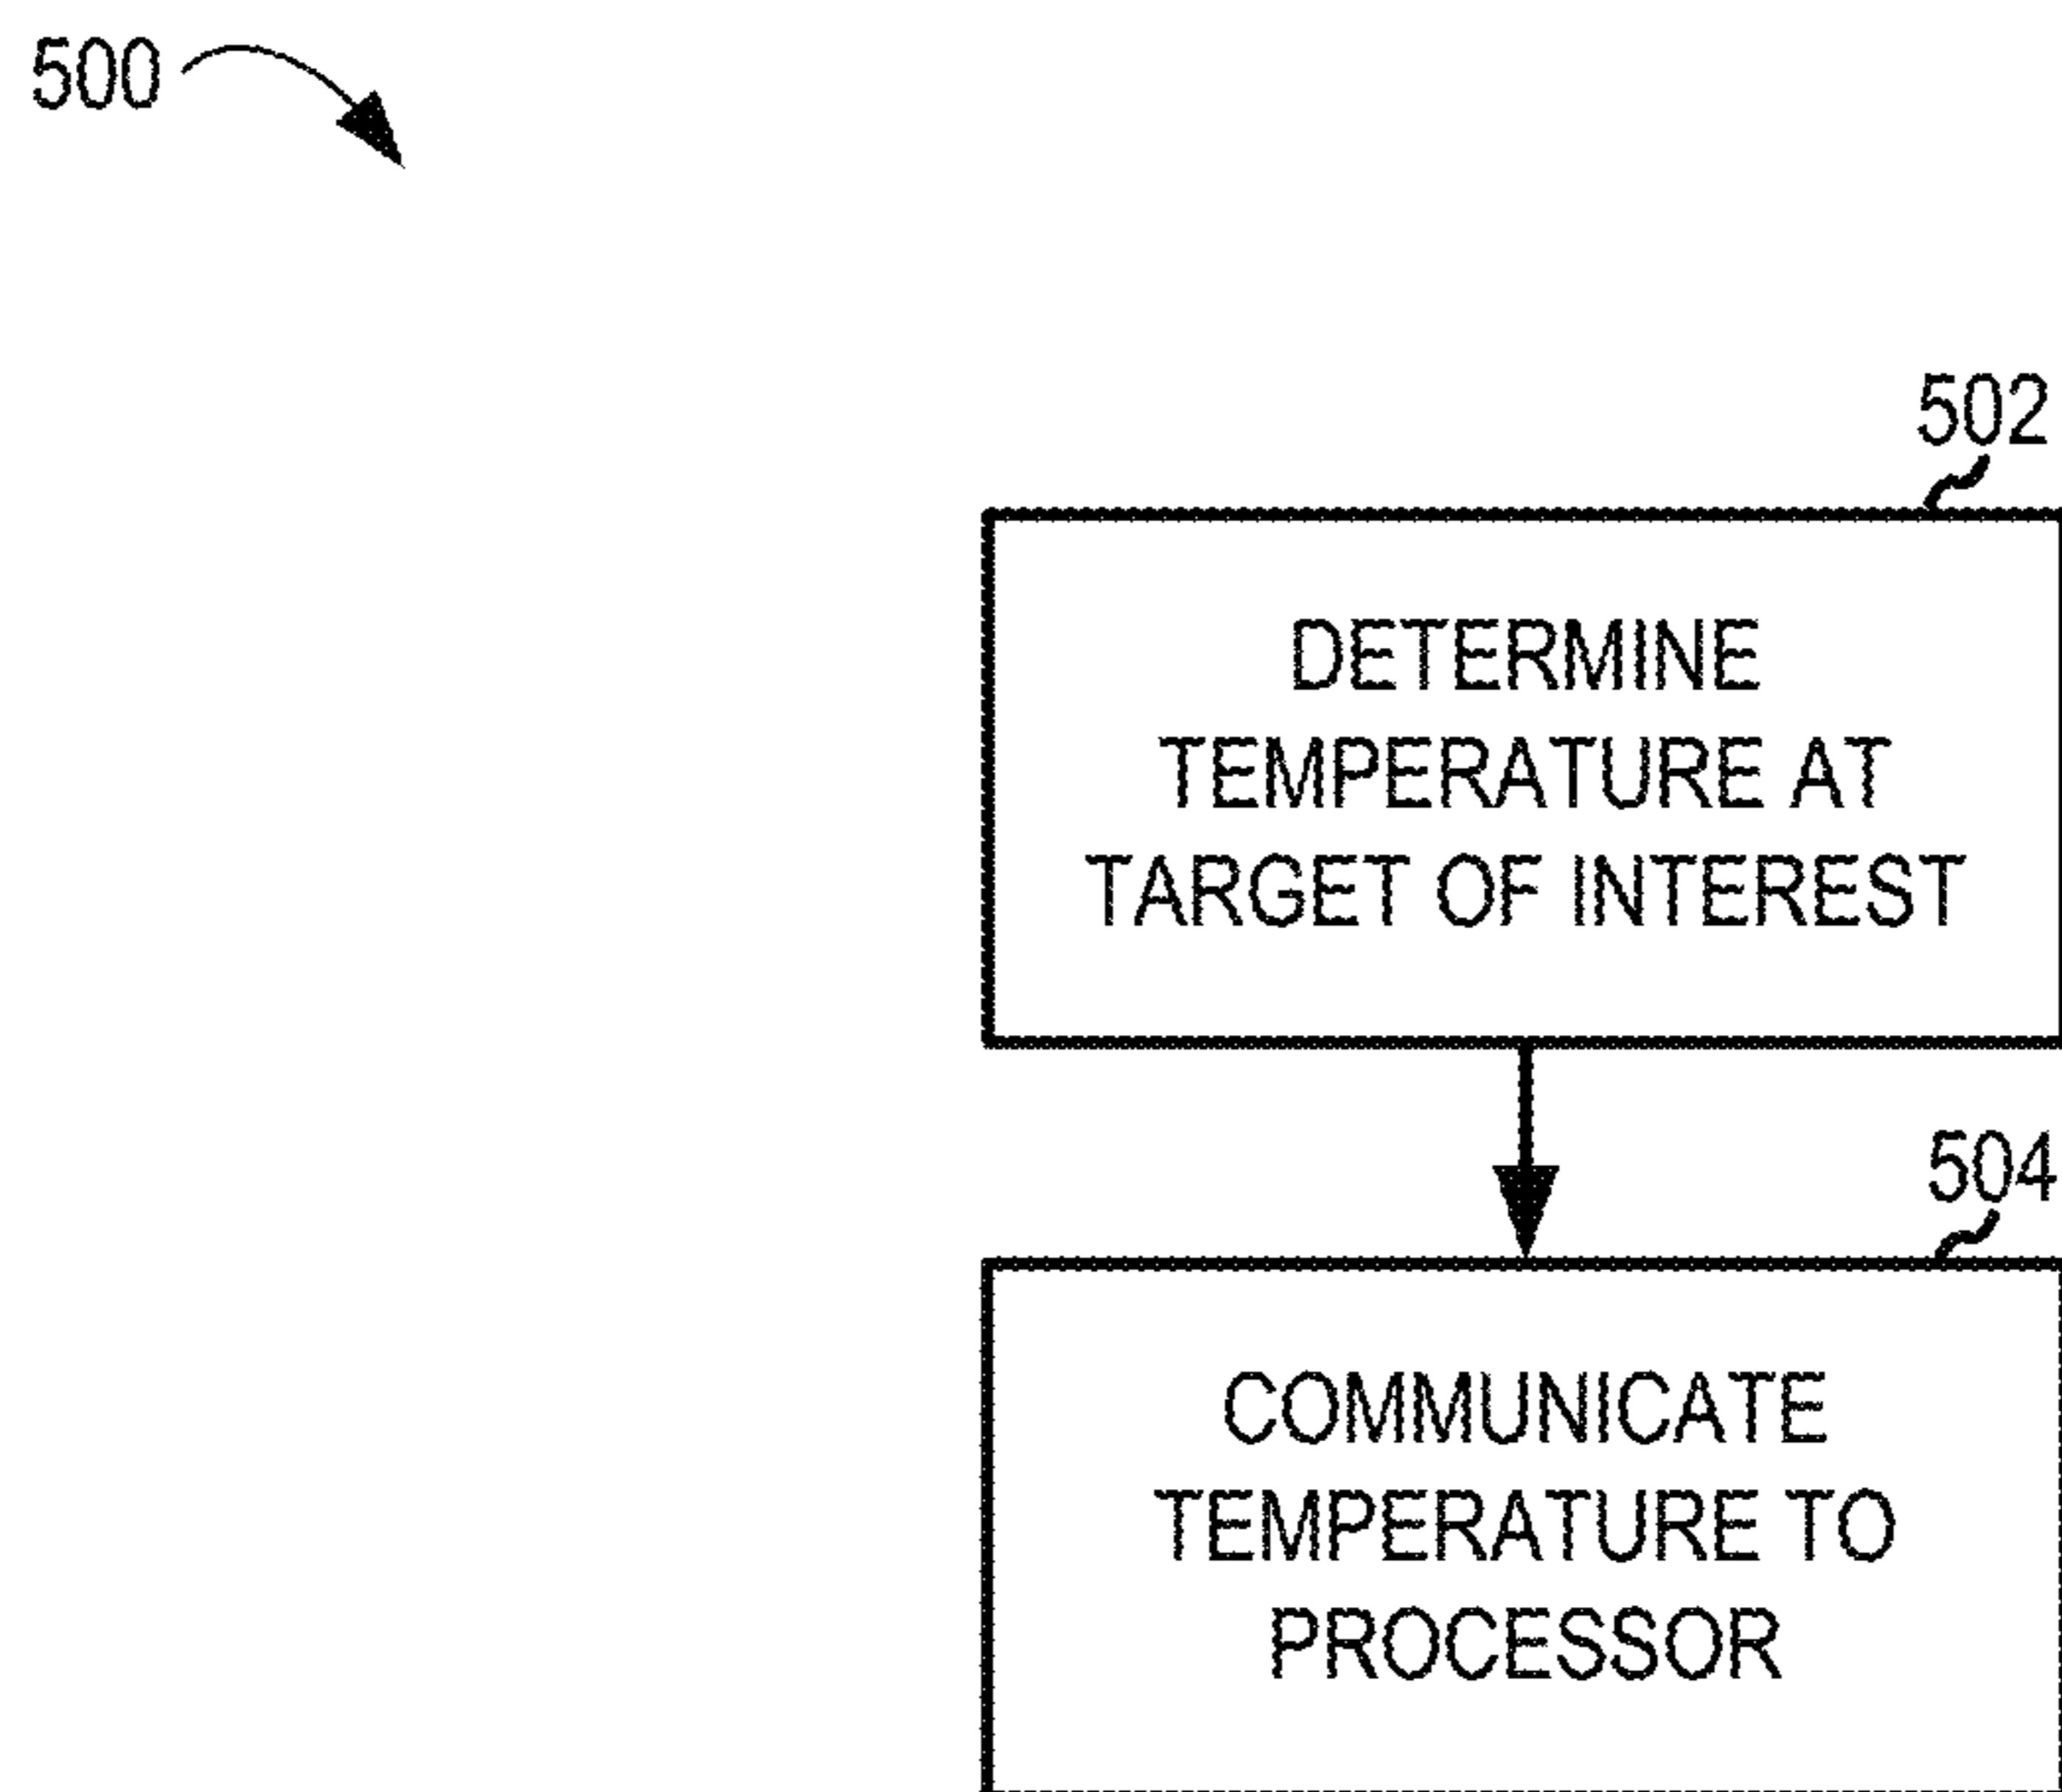 500
502
DETERMINE
TEMPERATURE AT
TARGET OF INTEREST
504
COMMUNICATE
TEMPERATURE TO
PROCESSOR